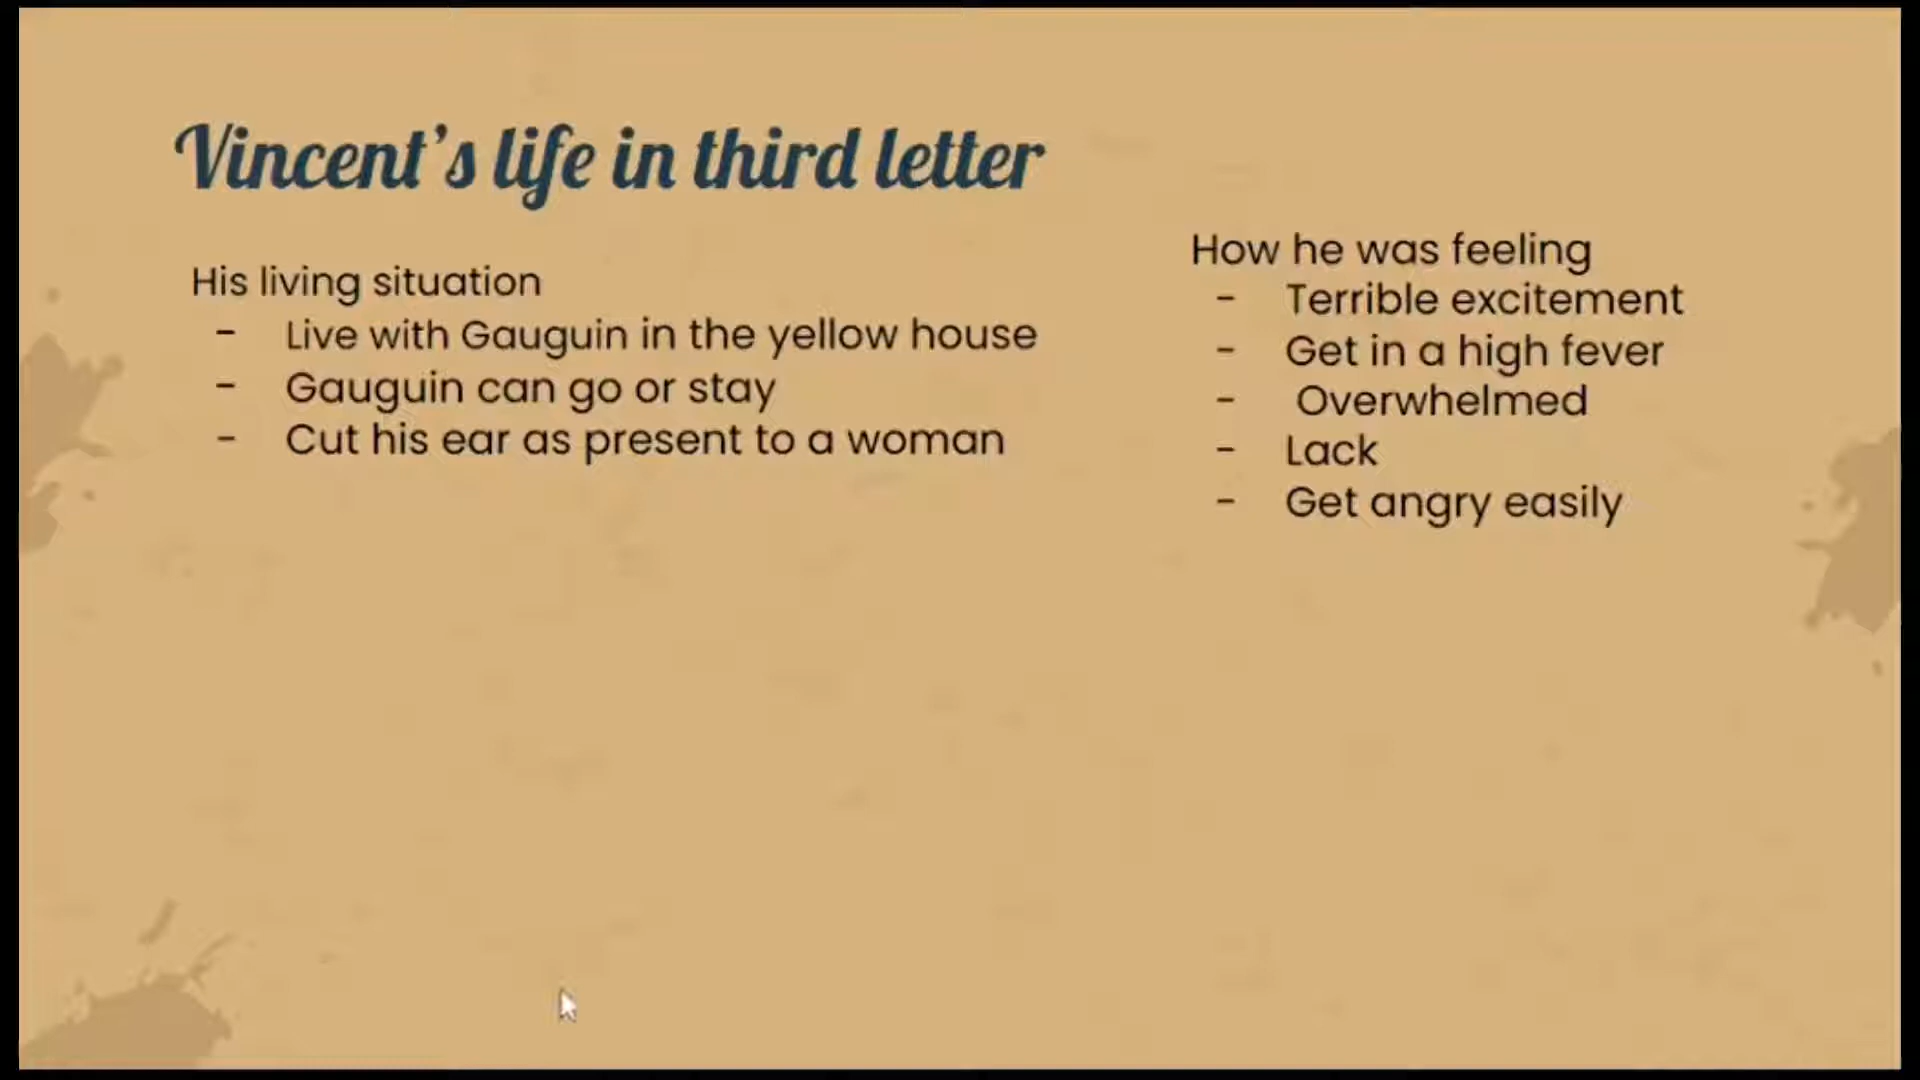 Vincent's life in third letter
His living situation
- Live with Gauguin in the yellow house
- Gauguin can go or stay
- Cut his ear as present to a woman
How he was feeling
- Terrible excitement
- Get in a high fever
- Overwhelmed
- Lack
- Get angry easily